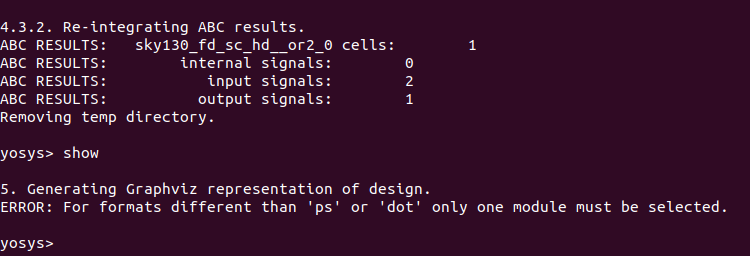 4.3.2. Re-integrating ABC results.
ABC RESULTS:   sky130_fd_sc_hd__or2_0 cells:        1
ABC RESULTS:        internal signals:        0
ABC RESULTS:           input signals:        2
ABC RESULTS:          output signals:        1
Removing temp directory.
yosys> show
5. Generating Graphviz representation of design.
ERROR: For formats different than 'ps' or 'dot' only one module must be selected.
yosys>